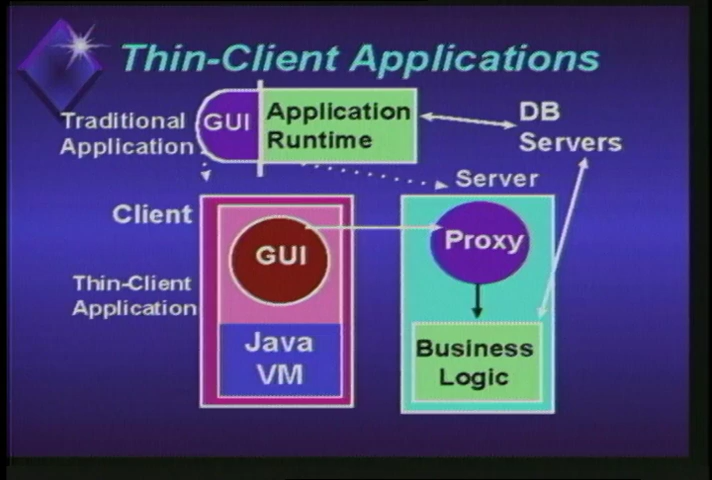 Thin-Client Applications
Traditional
Application
GUI
Application
Runtime
DB
Servers
Server
Client
GUI
Proxy
Thin-Client
Application
Java
VM
Business
Logic